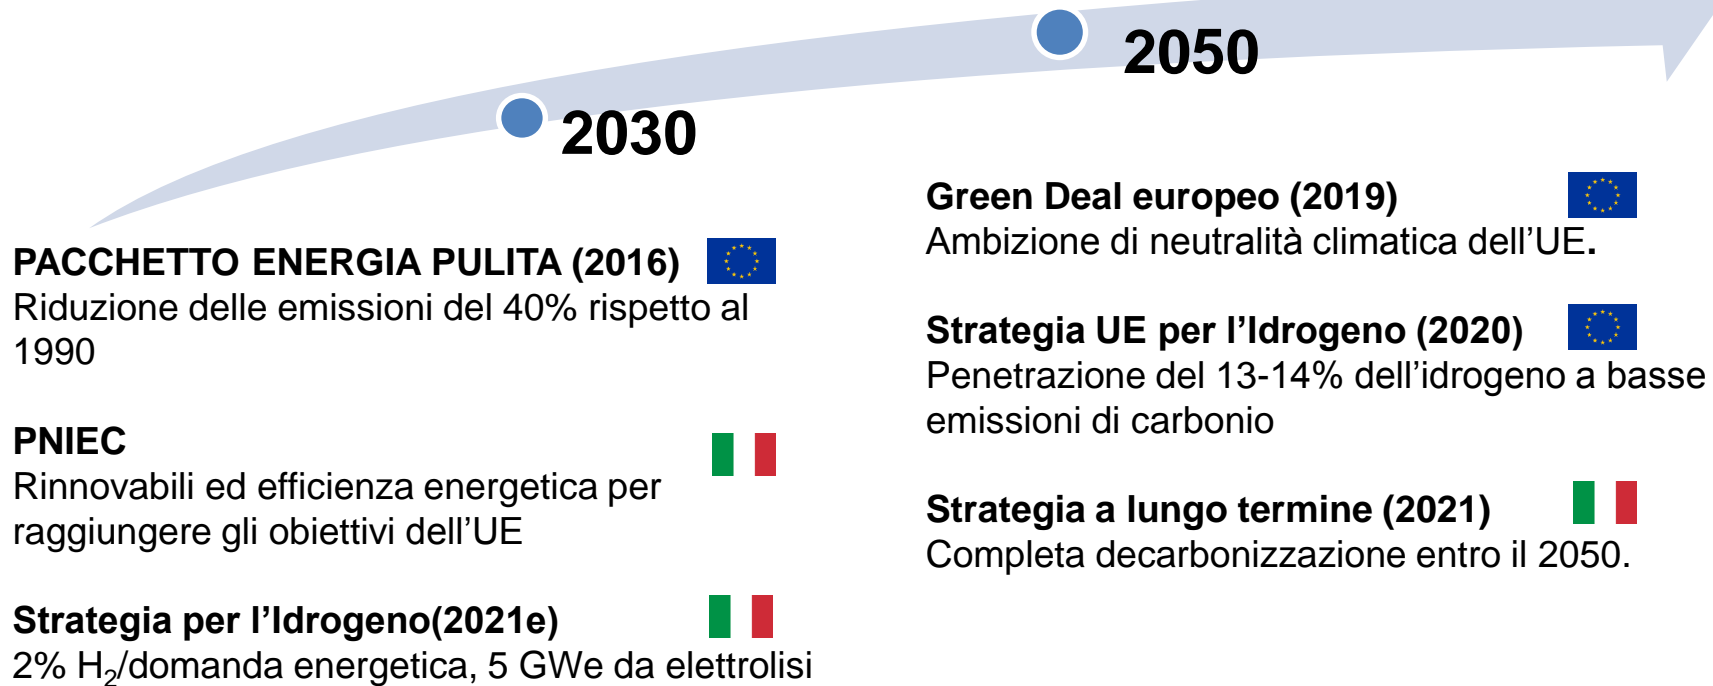 2030
2050
PACCHETTO ENERGIA PULITA (2016)
Riduzione delle emissioni del 40% rispetto al
1990
PNIEC
Rinnovabili ed efficienza energetica per
raggiungere gli obiettivi dell’UE
Strategia per l’Idrogeno(2021e)
2% H₂/domanda energetica, 5 GWe da elettrolisi
Green Deal europeo (2019)
Ambizione di neutralità climatica dell’UE.
Strategia UE per l’Idrogeno (2020)
Penetrazione del 13-14% dell’idrogeno a basse
emissioni di carbonio
Strategia a lungo termine (2021)
Completa decarbonizzazione entro il 2050.